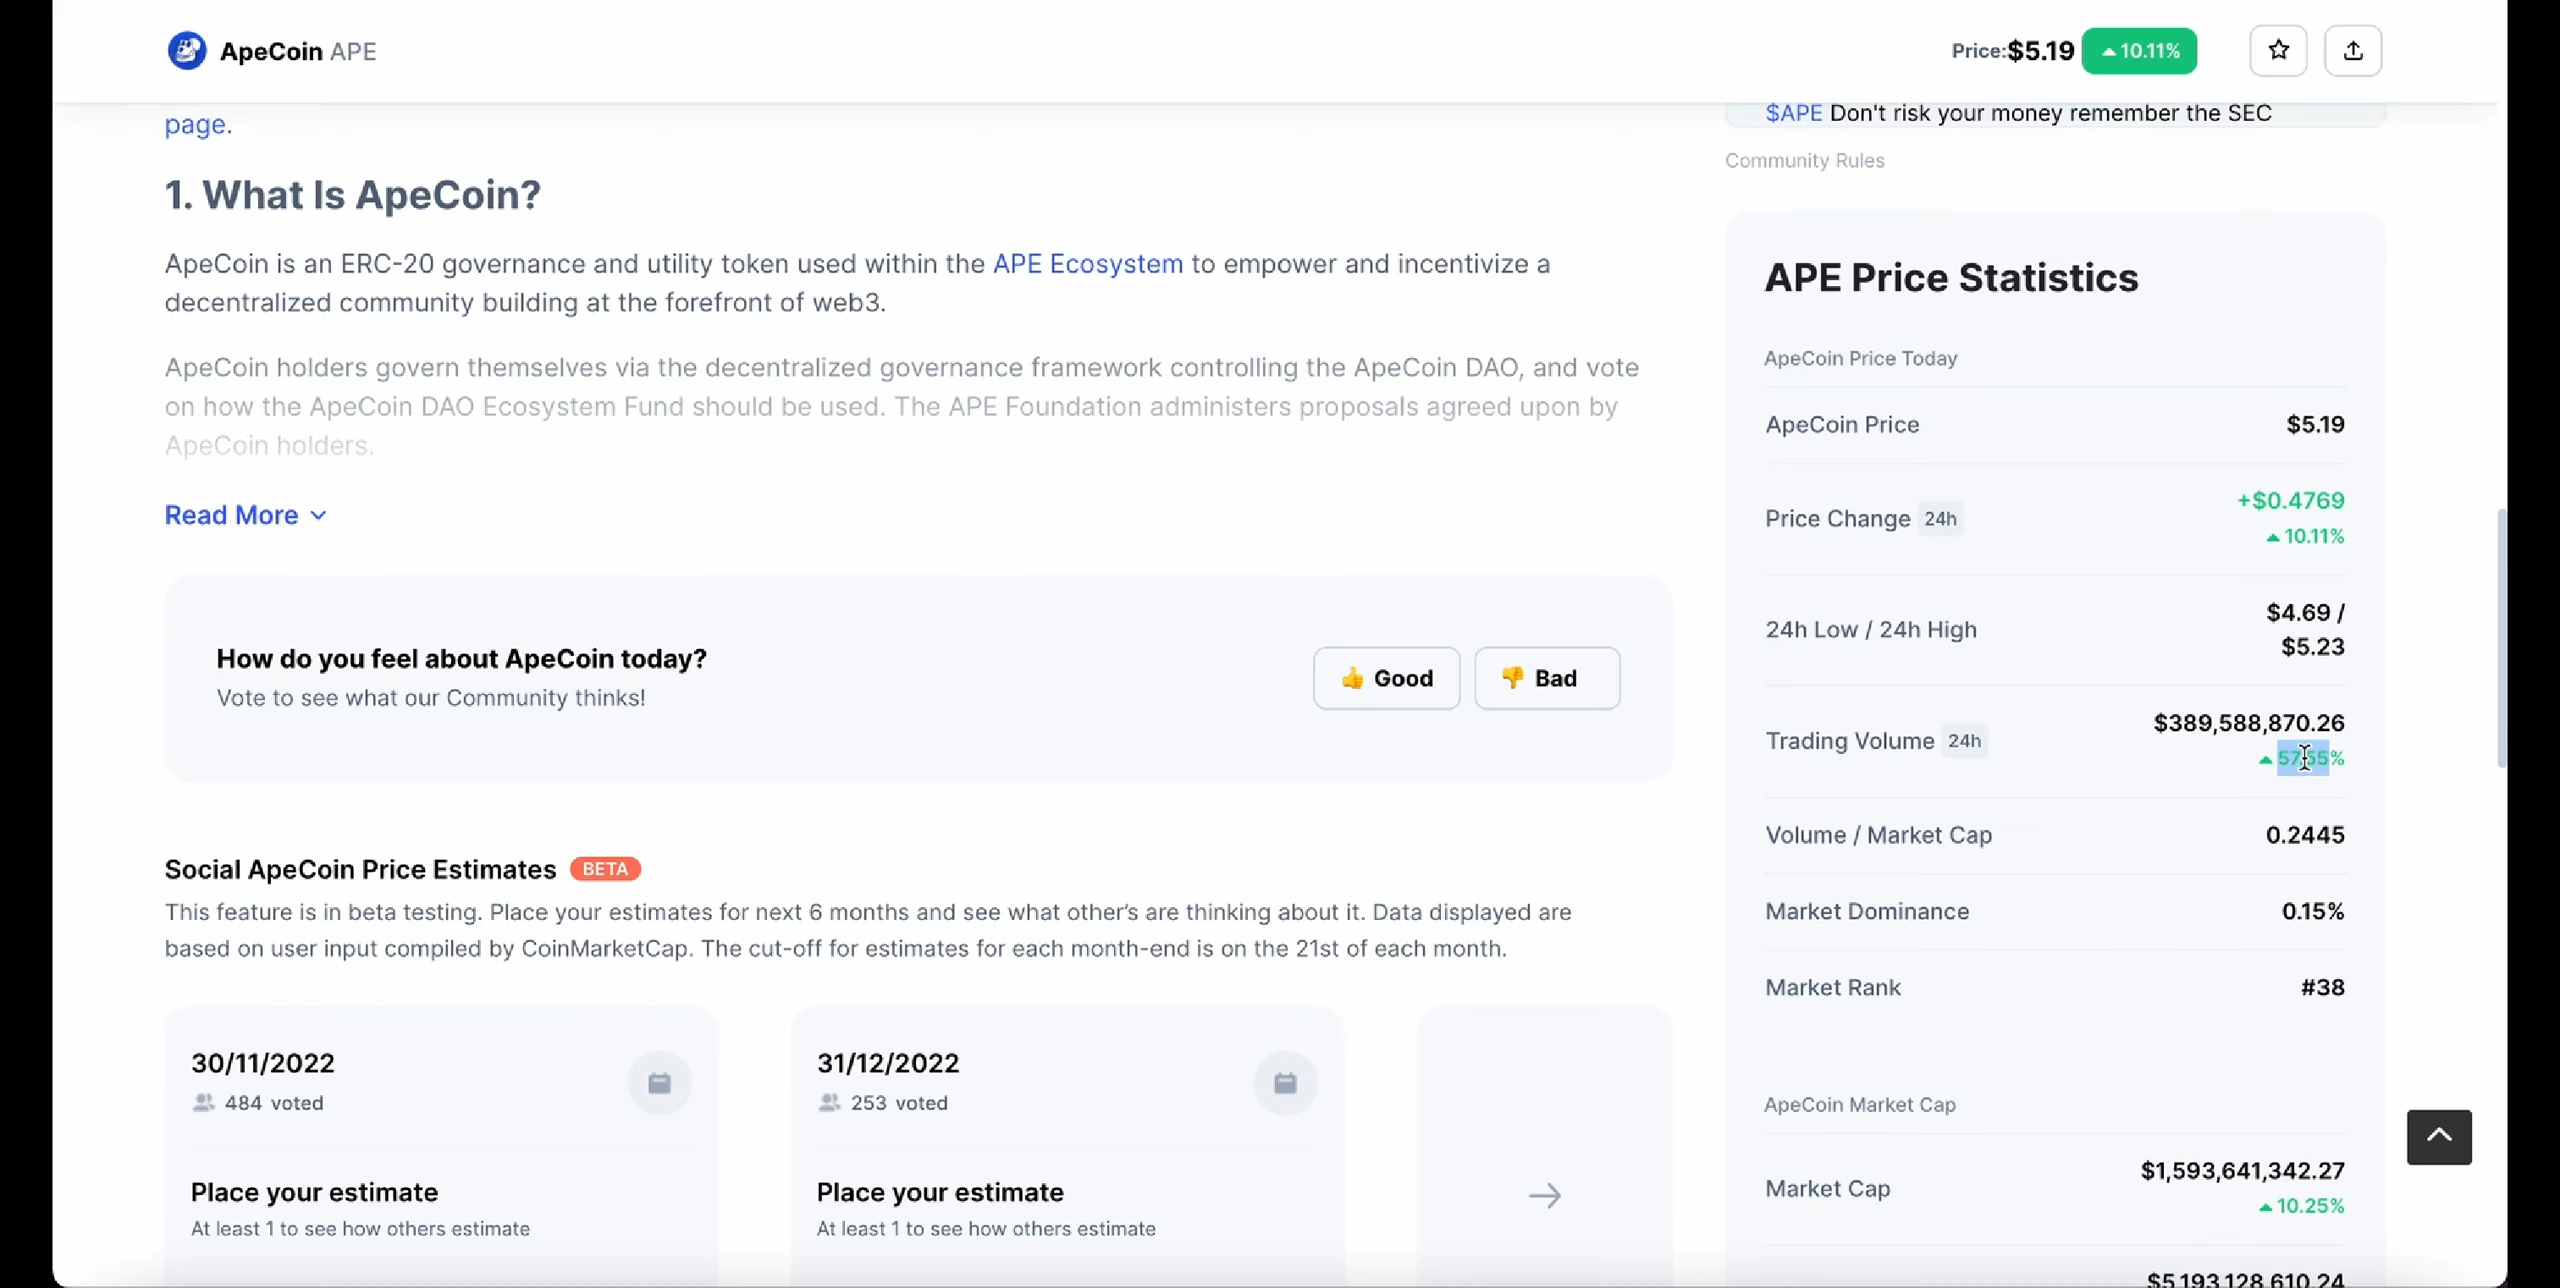 ApeCoin APE
Price:$5.19 10.11%
page.
1. What Is ApeCoin?
ApeCoin is an ERC-20 governance and utility token used within the APE Ecosystem to empower and incentivize a
decentralized community building at the forefront of web3.
ApeCoin holders govern themselves via the decentralized governance framework controlling the ApeCoin DAO, and vote
on how the ApeCoin DAO Ecosystem Fund should be used. The APE Foundation administers proposals agreed upon by
ApeCoin holders.
Read More
How do you feel about ApeCoin today?
Vote to see what our Community thinks!
Good
Bad
Social ApeCoin Price Estimates BETA
This feature is in beta testing. Place your estimates for next 6 months and see what other's are thinking about it. Data displayed are
based on user input compiled by CoinMarketCap. The cut-off for estimates for each month-end is on the 21st of each month.
30/11/2022
484 voted
Place your estimate
At least 1 to see how others estimate
31/12/2022
253 voted
Place your estimate
At least 1 to see how others estimate
$APE Don't risk your money remember the SEC
Community Rules
APE Price Statistics
ApeCoin Price Today
ApeCoin Price
$5.19
Price Change 24h
+$0.4769
10.11%
24h Low / 24h High
$4.69 /
$5.23
Trading Volume 24h
$389,588,870.26
Volume / Market Cap
0.2445
Market Dominance
0.15%
Market Rank
#38
ApeCoin Market Cap
Market Cap
$1,593,641,342.27
10.25%
$5,193,128,610.24